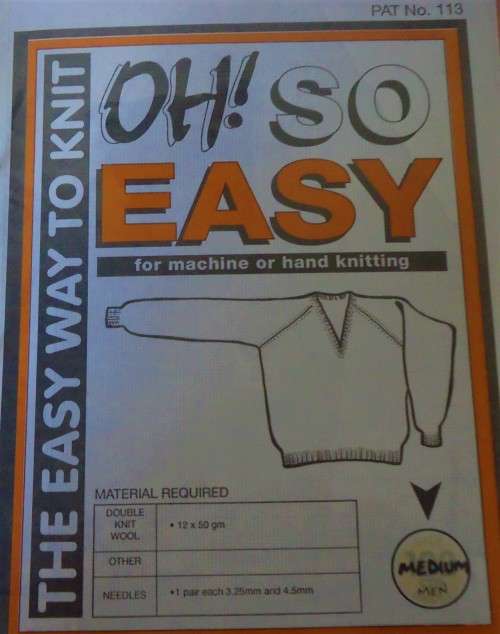 PAT No. 113
THE EASY WAY TO KNIT
OH! SO
EASY
for machine or hand knitting
MATERIAL REQUIRED
DOUBLE
KNIT
WOOL
• 12 x 50 gm
OTHER
NEEDLES
•1 pair each 3.25mm and 4.5mm
MEDIUM
MEN